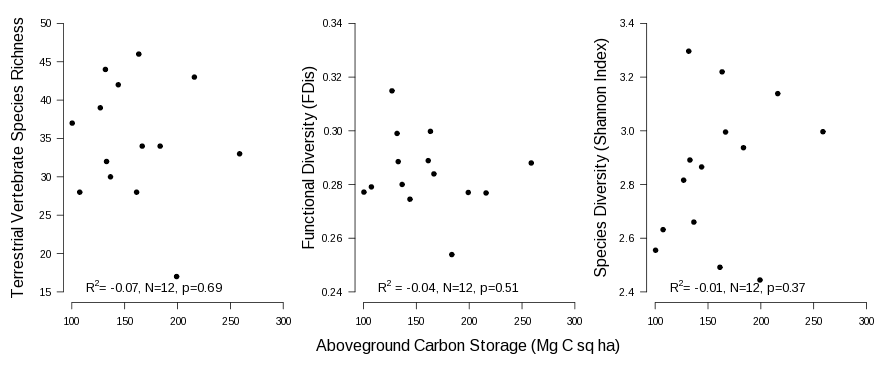 Terrestrial Vertebrate Species Richness
50
45
40
35
30
25
20
15
R2= -0.07, N=12, p=0.69
100 150 200 250 300
Functional Diversity (FDis)
0.34
0.32
0.30
0.28
0.26
0.24
R2 = -0.04, N=12, p=0.51
100 150 200 250 300
Species Diversity (Shannon Index)
3.4
3.2
3.0
2.8
2.6
2.4
R2= -0.01, N=12, p=0.37
100 150 200 250 300
Aboveground Carbon Storage (Mg C sq ha)